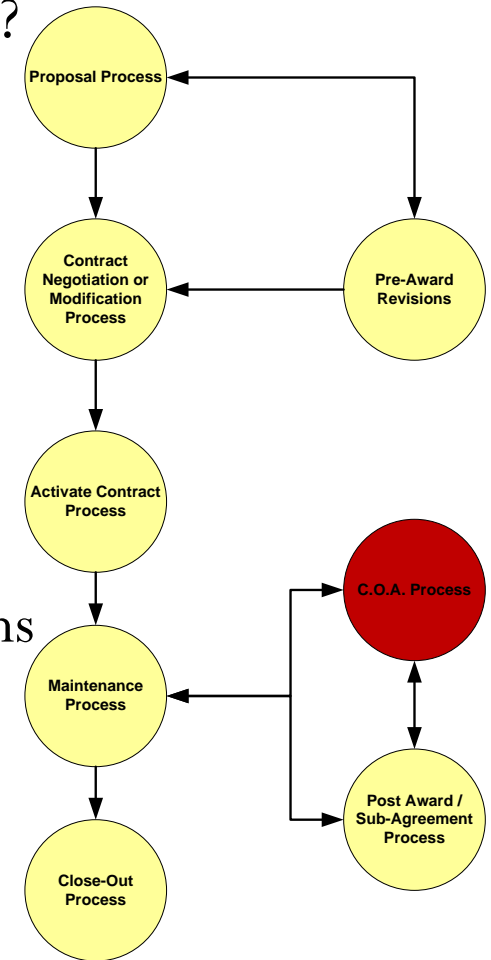 ?
Proposal Process
Contract
Negotiation or
Modification
Process
Pre-Award
Revisions
Activate Contract
Process
C.O.A. Process
ns
Maintenance
Process
Post Award /
Sub-Agreement
Process
Close-Out
Process